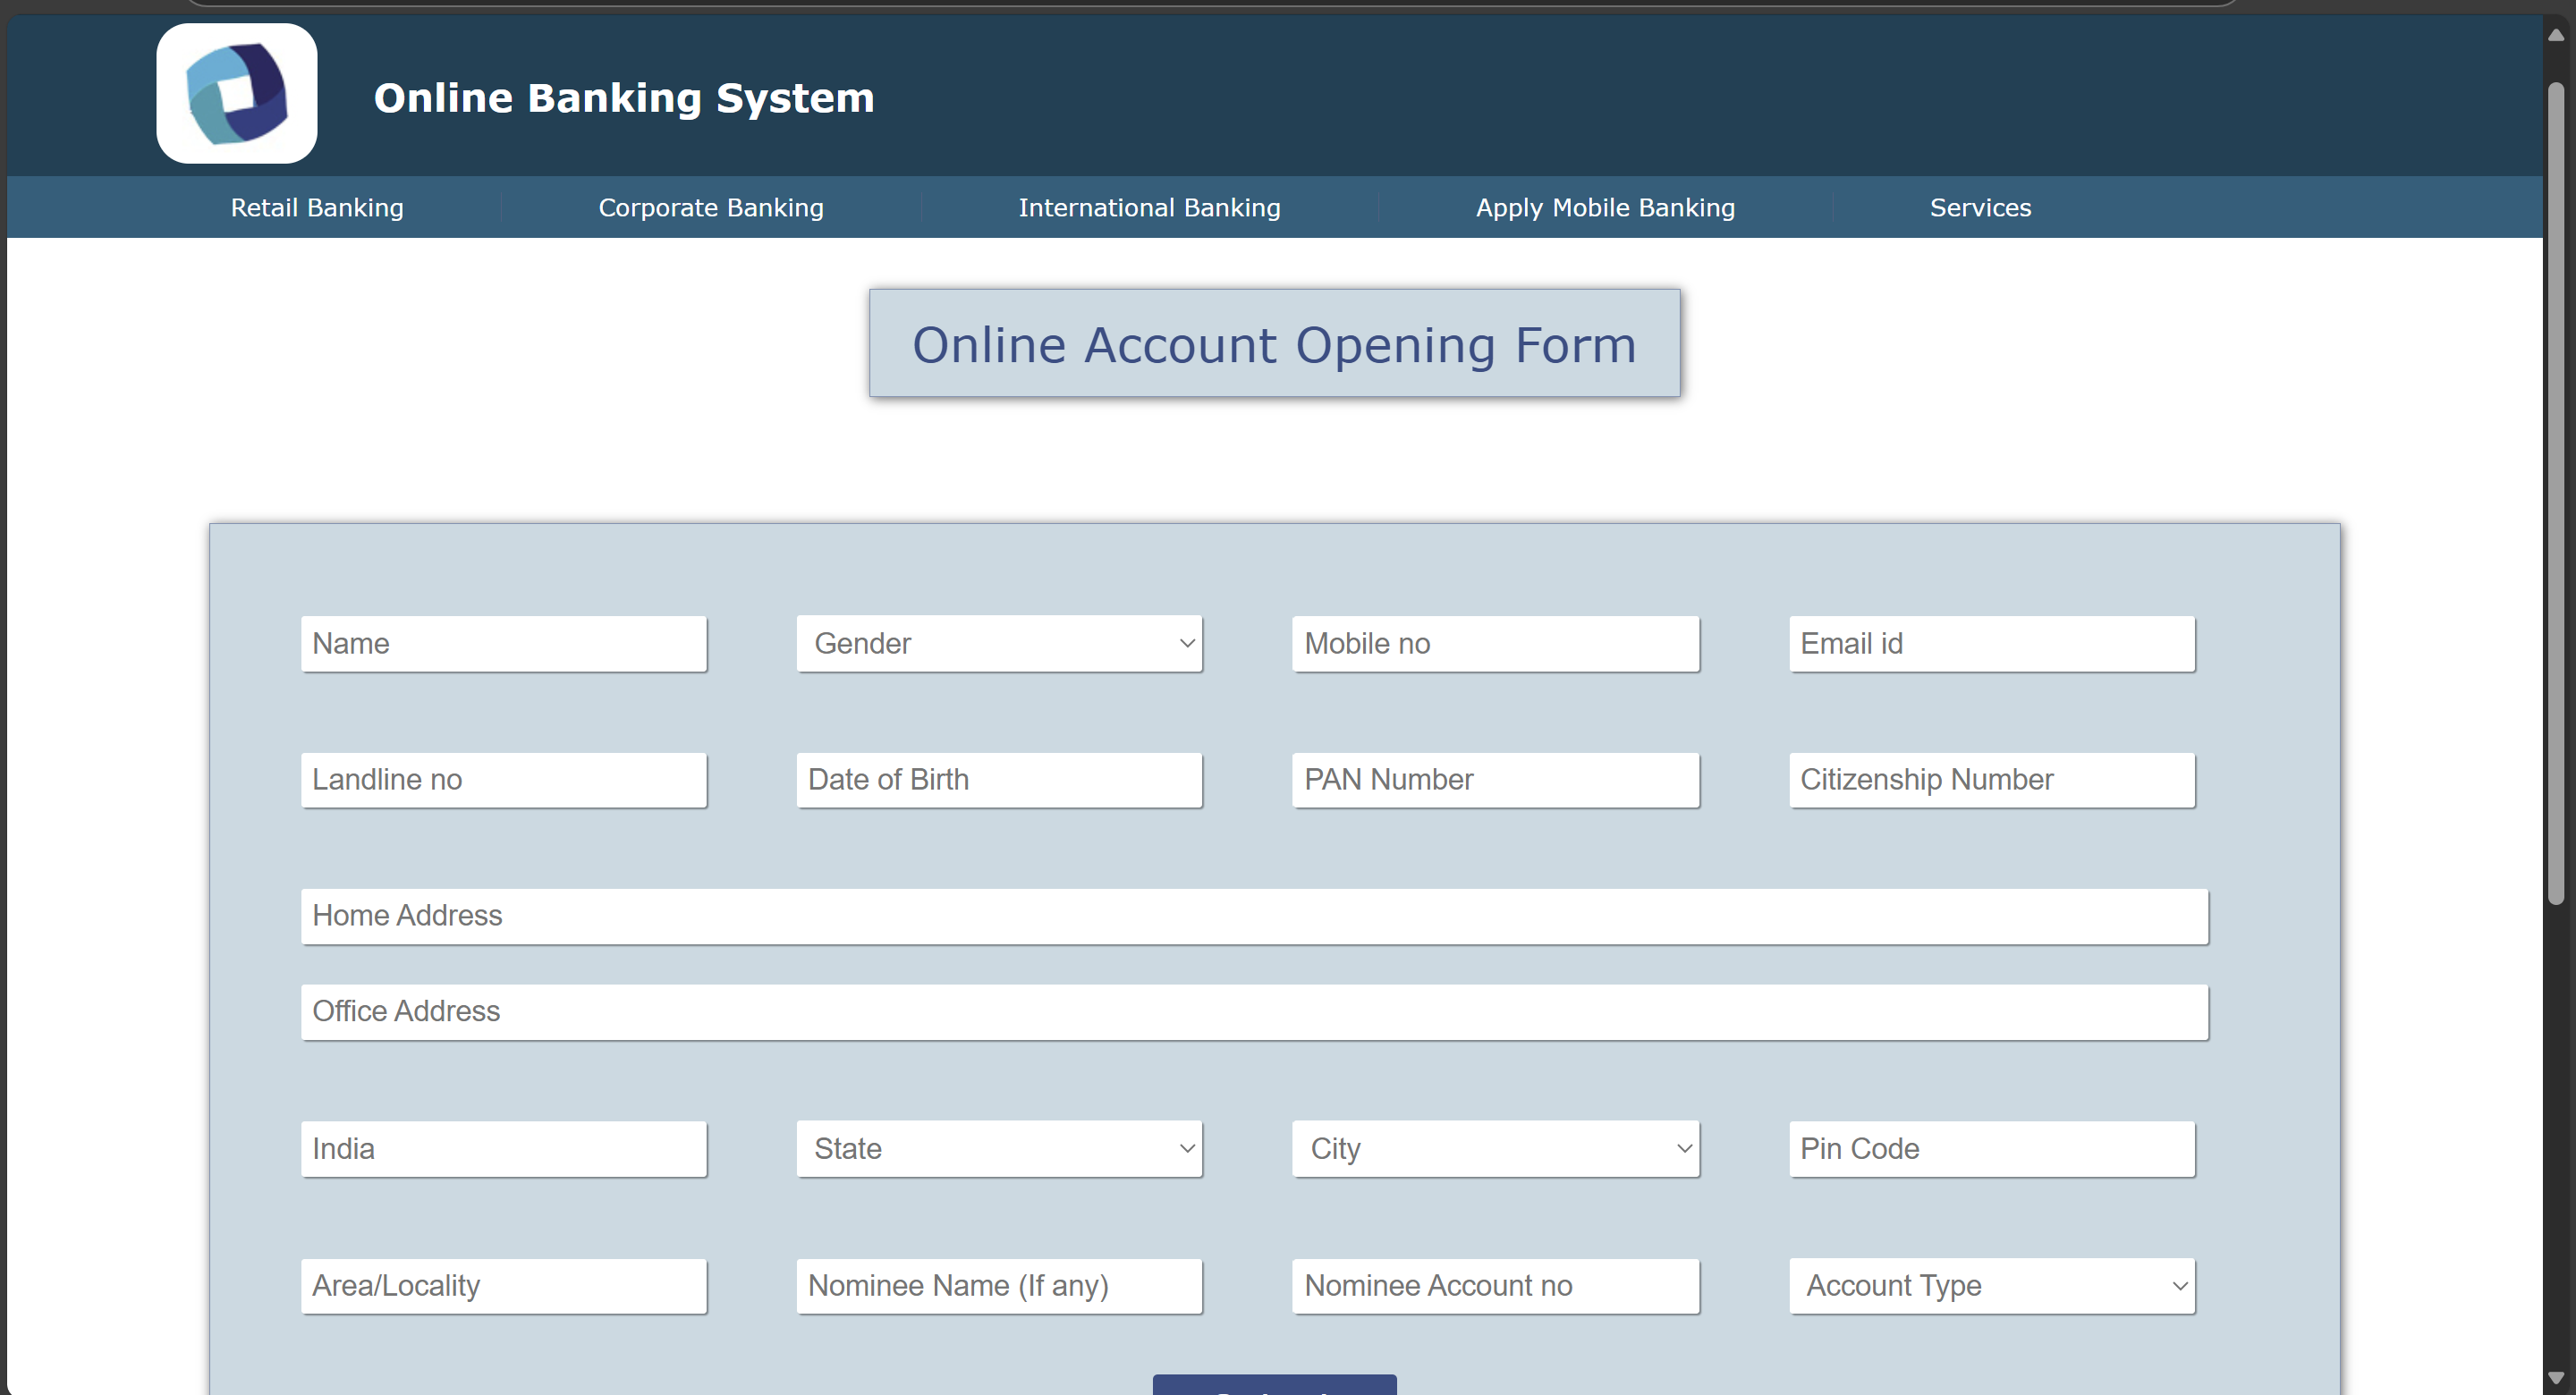 Online Banking System
Retail Banking Corporate Banking International Banking Apply Mobile Banking Services
Online Account Opening Form
Name Gender Mobile no Email id
Landline no Date of Birth PAN Number Citizenship Number
Home Address
Office Address
India State City Pin Code
Area/Locality Nominee Name (If any) Nominee Account no Account Type